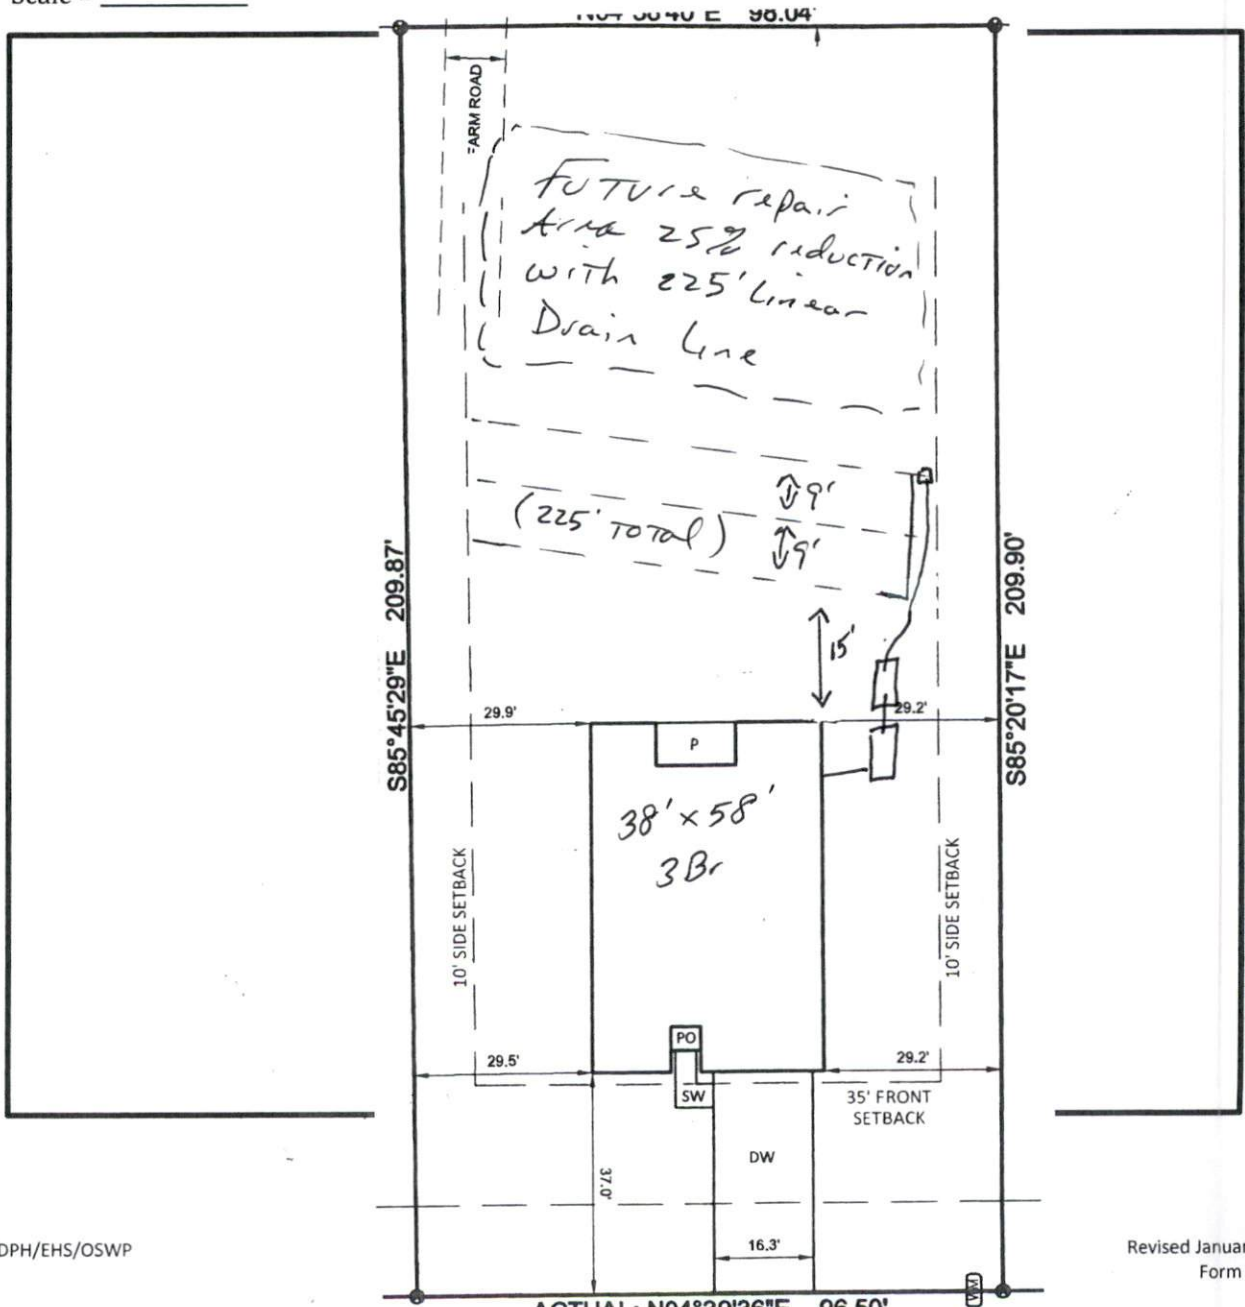 Scale =
98.04'
FARM ROAD
FUTURE repair
Area 25% reduction
with 225' Linear
Drain Line
9'
(225' TOTAL)
9'
S85°45'29"E 209.87'
S85°20'17"E 209.90'
15'
29.9'
29.2'
P
38' x 58'
3 Br
10' SIDE SETBACK
10' SIDE SETBACK
PO
29.5'
29.2'
SW
35' FRONT
SETBACK
DW
37.0'
DPH/EHS/OSWP
16.3'
Revised Januar
Form
WM
ACTUAL: N04°39'36"E 96.50'